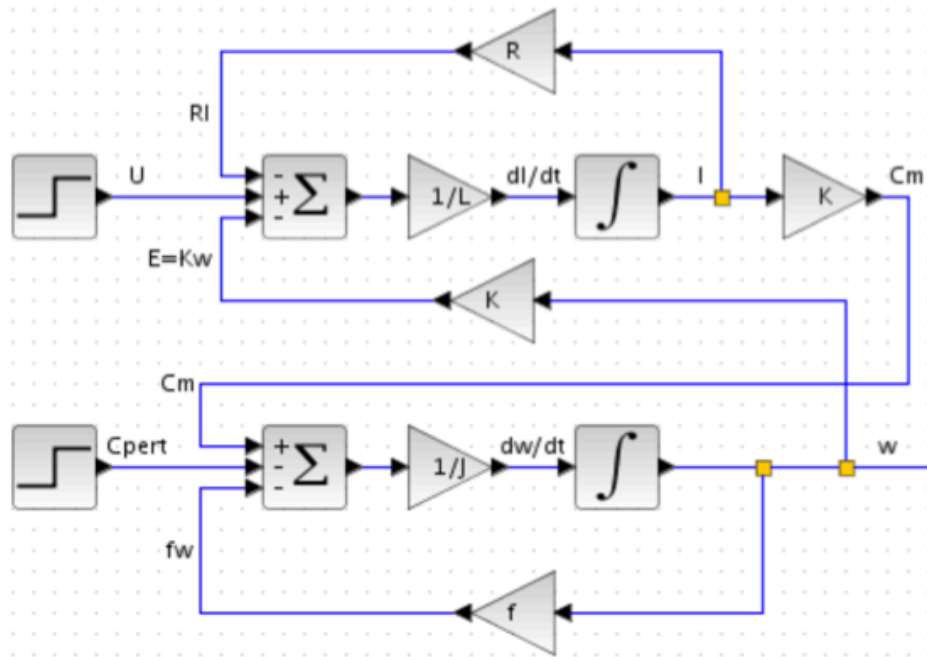 R
RI
U
-
+
-
Σ
1/L
dI/dt
∫
I
K
Cm
E=Kw
K
Cm
Cpert
+
-
-
Σ
1/J
dw/dt
∫
w
fw
f